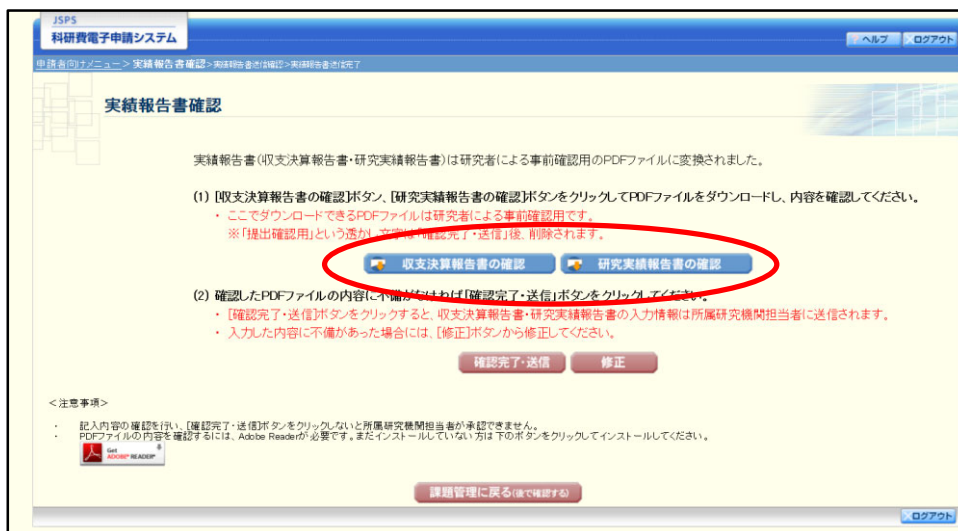 JSPS
科研費電子申請システム
ヘルプ
ログアウト
申請者向けメニュー>実績報告書確認>実績報告書送信確認>実績報告書送信完了
実績報告書確認
実績報告書(収支決算報告書・研究実績報告書)は研究者による事前確認用のPDFファイルに変換されました。
(1) [収支決算報告書の確認]ボタン、[研究実績報告書の確認]ボタンをクリックしてPDFファイルをダウンロードし、内容を確認してください。
・ ここでダウンロードできるPDFファイルは研究者による事前確認用です。
※「提出確認用」という透かし文字は「確認完了・送信」後、削除されます。
収支決算報告書の確認
研究実績報告書の確認
(2) 確認したPDFファイルの内容に不備がなければ「確認完了・送信」ボタンをクリックしてください。
・ [確認完了・送信]ボタンをクリックすると、収支決算報告書・研究実績報告書の入力情報は所属研究機関担当者に送信されます。
・ 入力した内容に不備があった場合には、[修正]ボタンから修正してください。
確認完了・送信
修正
<注意事項>
・ 記入内容の確認を行い、[確認完了・送信]ボタンをクリックしないと所属研究機関担当者が承認できません。
・ PDFファイルの内容を確認するには、Adobe Readerが必要です。まだインストールしていない方は下のボタンをクリックしてインストールしてください。
Get
ADOBE® READER®
課題管理に戻る(後で確認する)
ログアウト